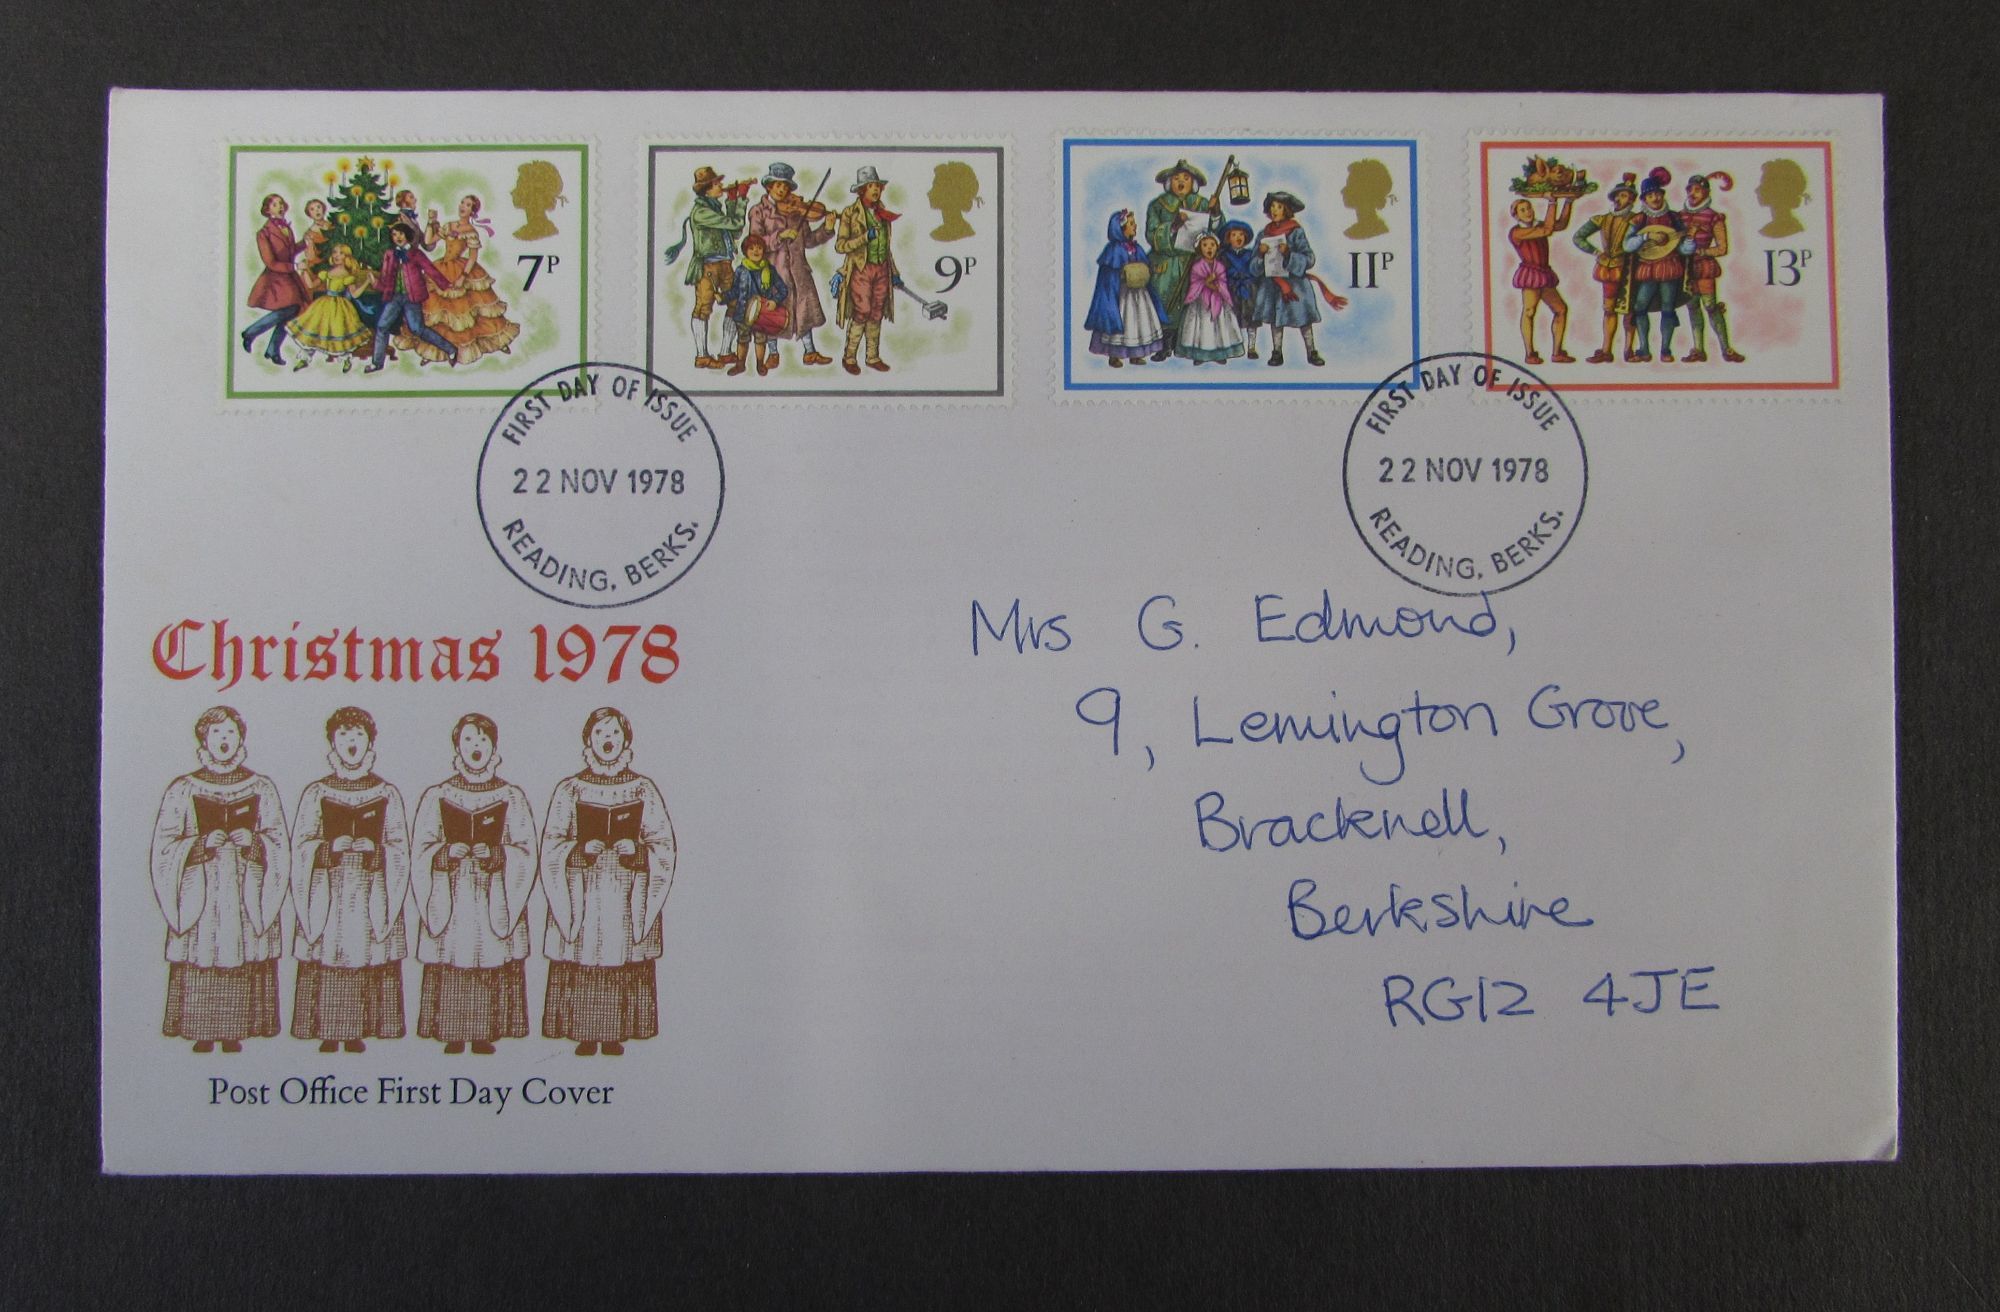 7P
9P
11P
13P
FIRST DAY OF ISSUE
22 NOV 1978
READING, BERKS.
FIRST DAY OF ISSUE
22 NOV 1978
READING, BERKS.
Christmas 1978
Post Office First Day Cover
Mrs G. Edmond,
9, Lemington Grove,
Bracknell,
Berkshire
RG12 4JE